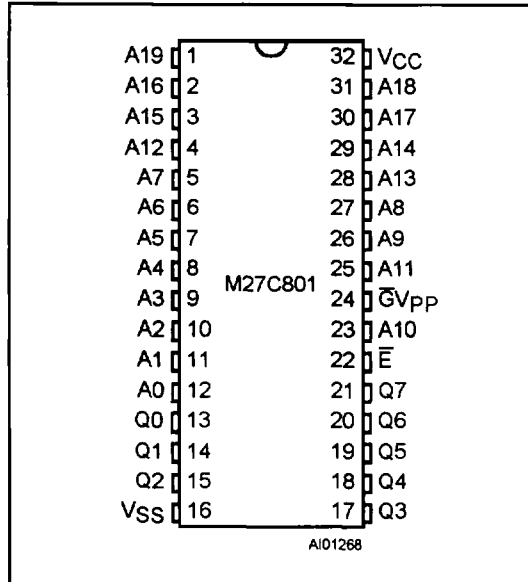 A19 1 32 VCC
A16 2 31 A18
A15 3 30 A17
A12 4 29 A14
A7 5 28 A13
A6 6 27 A8
A5 7 26 A9
A4 8 25 A11
M27C801
A3 9 24 G̅VPP
A2 10 23 A10
A1 11 22 E̅
A0 12 21 Q7
Q0 13 20 Q6
Q1 14 19 Q5
Q2 15 18 Q4
VSS 16 17 Q3
AI01268